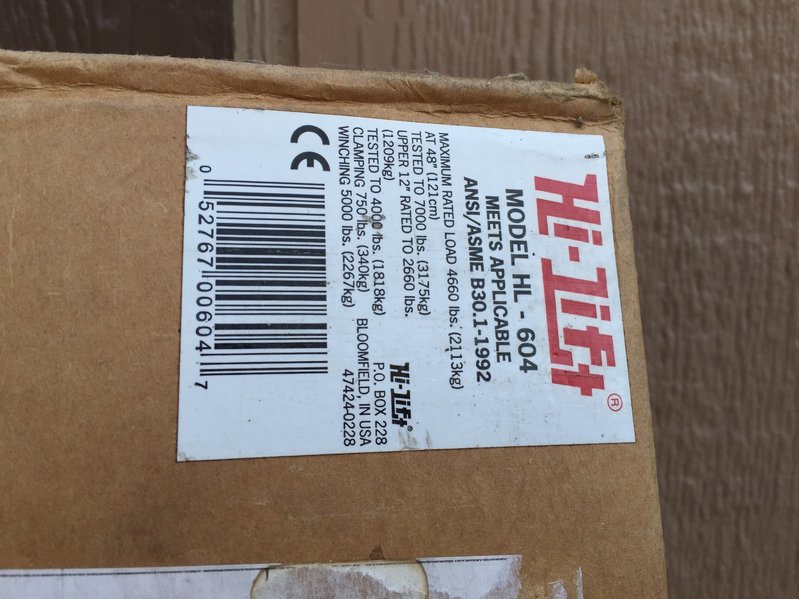 Hi-Lift®
MODEL HL - 604
MEETS APPLICABLE
ANSI/ASME B30.1-1992
MAXIMUM RATED LOAD 4660 lbs. (2113kg)
AT 48" (121cm)
TESTED TO 7000 lbs. (3175kg)
UPPER 12" RATED TO 2660 lbs.
(1209kg)
TESTED TO 4000 lbs. (1818kg)
CLAMPING 750 lbs. (340kg)
WINCHING 5000 lbs. (2267kg)
Hi-Lift®
P.O. BOX 228
BLOOMFIELD, IN USA
47424-0228
CE
0 52767 00604 7